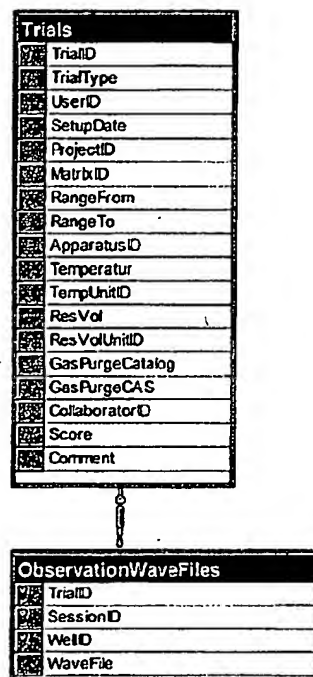 Trials
TrialID
TrialType
UserID
SetupDate
ProjectID
MatrixID
RangeFrom
RangeTo
ApparatusID
Temperatur
TempUnitID
ResVol
ResVolUnitID
GasPurgeCatalog
GasPurgeCAS
CollaboratorID
Score
Comment
ObservationWaveFiles
TrialID
SessionID
WellID
WaveFile